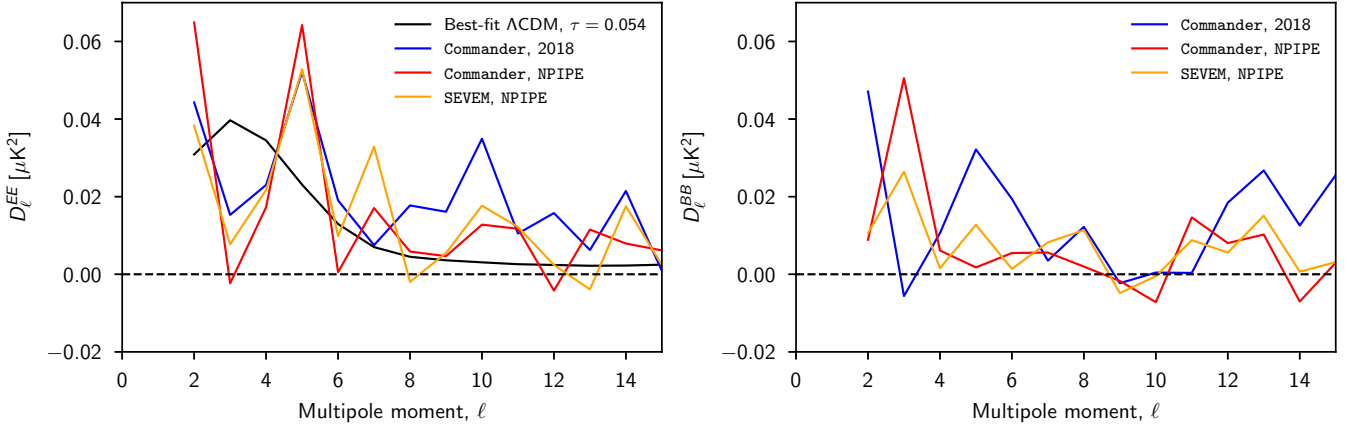 Best-fit ΛCDM, τ = 0.054
Commander, 2018
Commander, NPIPE
SEVEM, NPIPE
0.06
0.04
0.02
0.00
−0.02
D_ℓ^{EE} [μK²]
0 2 4 6 8 10 12 14
Multipole moment, ℓ
Commander, 2018
Commander, NPIPE
SEVEM, NPIPE
0.06
0.04
0.02
0.00
−0.02
D_ℓ^{BB} [μK²]
0 2 4 6 8 10 12 14
Multipole moment, ℓ